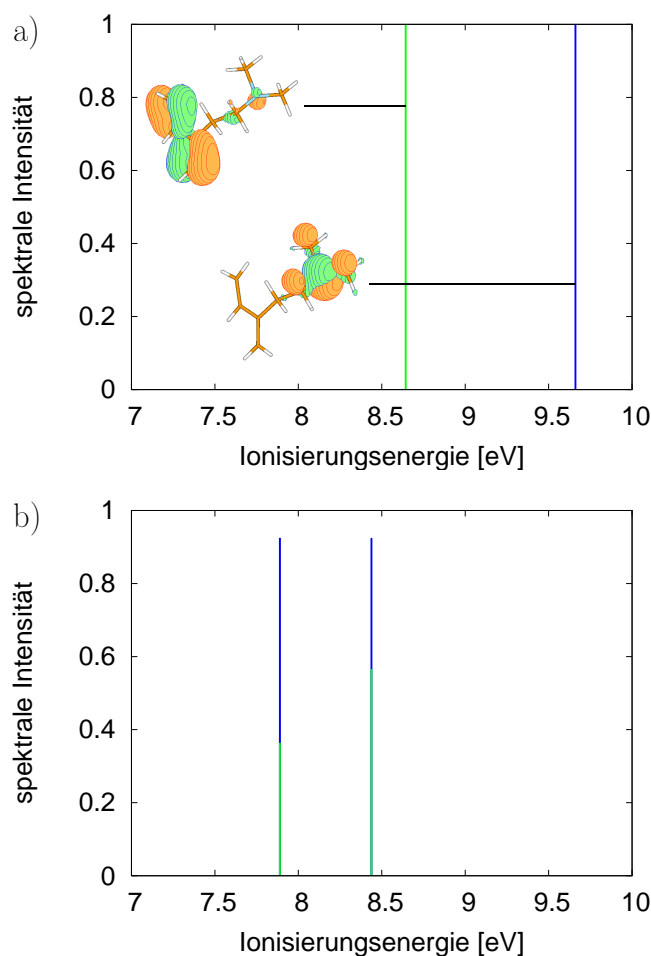 a)
spektrale Intensität
1
0.8
0.6
0.4
0.2
0
7 7.5 8 8.5 9 9.5 10
Ionisierungsenergie [eV]
b)
spektrale Intensität
1
0.8
0.6
0.4
0.2
0
7 7.5 8 8.5 9 9.5 10
Ionisierungsenergie [eV]